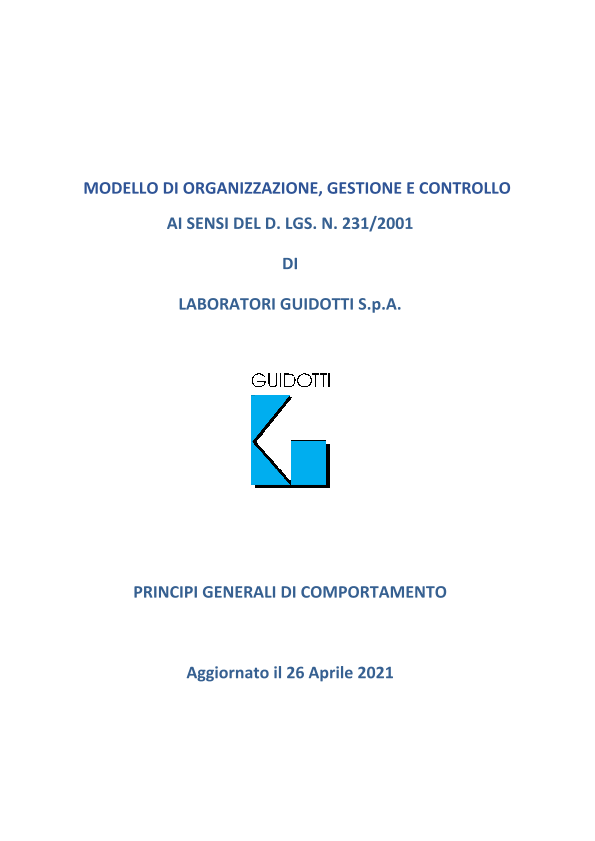 MODELLO DI ORGANIZZAZIONE, GESTIONE E CONTROLLO
AI SENSI DEL D. LGS. N. 231/2001
DI
LABORATORI GUIDOTTI S.p.A.
GUIDOTTI
PRINCIPI GENERALI DI COMPORTAMENTO
Aggiornato il 26 Aprile 2021